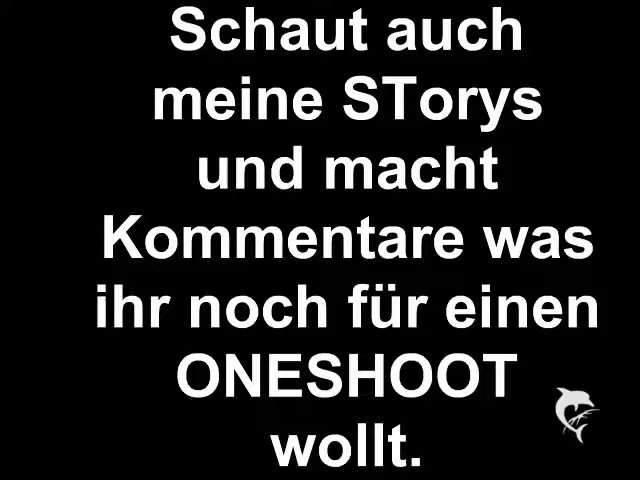 Schaut auch
meine STorys
und macht
Kommentare was
ihr noch für einen
ONESHOOT
wollt.